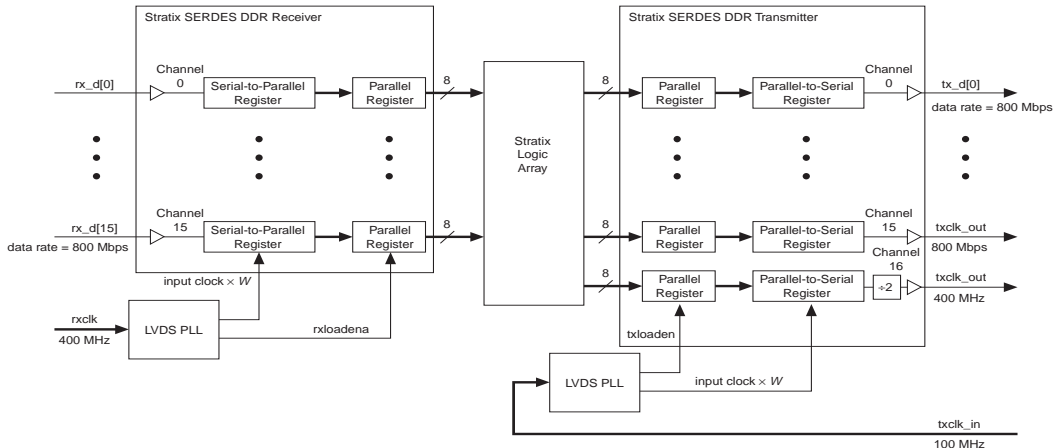 Stratix SERDES DDR Receiver
Stratix SERDES DDR Transmitter
rx_d[0]
Channel
0
Serial-to-Parallel
Register
Parallel
Register
8
Stratix
Logic
Array
8
Parallel
Register
Parallel-to-Serial
Register
Channel
0
tx_d[0]
data rate = 800 Mbps
rx_d[15]
data rate = 800 Mbps
Channel
15
Serial-to-Parallel
Register
Parallel
Register
8
8
Parallel
Register
Parallel-to-Serial
Register
Channel
15
txclk_out
800 Mbps
8
Parallel
Register
Parallel-to-Serial
Register
Channel
16
÷2
txclk_out
400 MHz
input clock × W
rxclk
400 MHz
LVDS PLL
rxloadena
txloaden
LVDS PLL
input clock × W
txclk_in
100 MHz